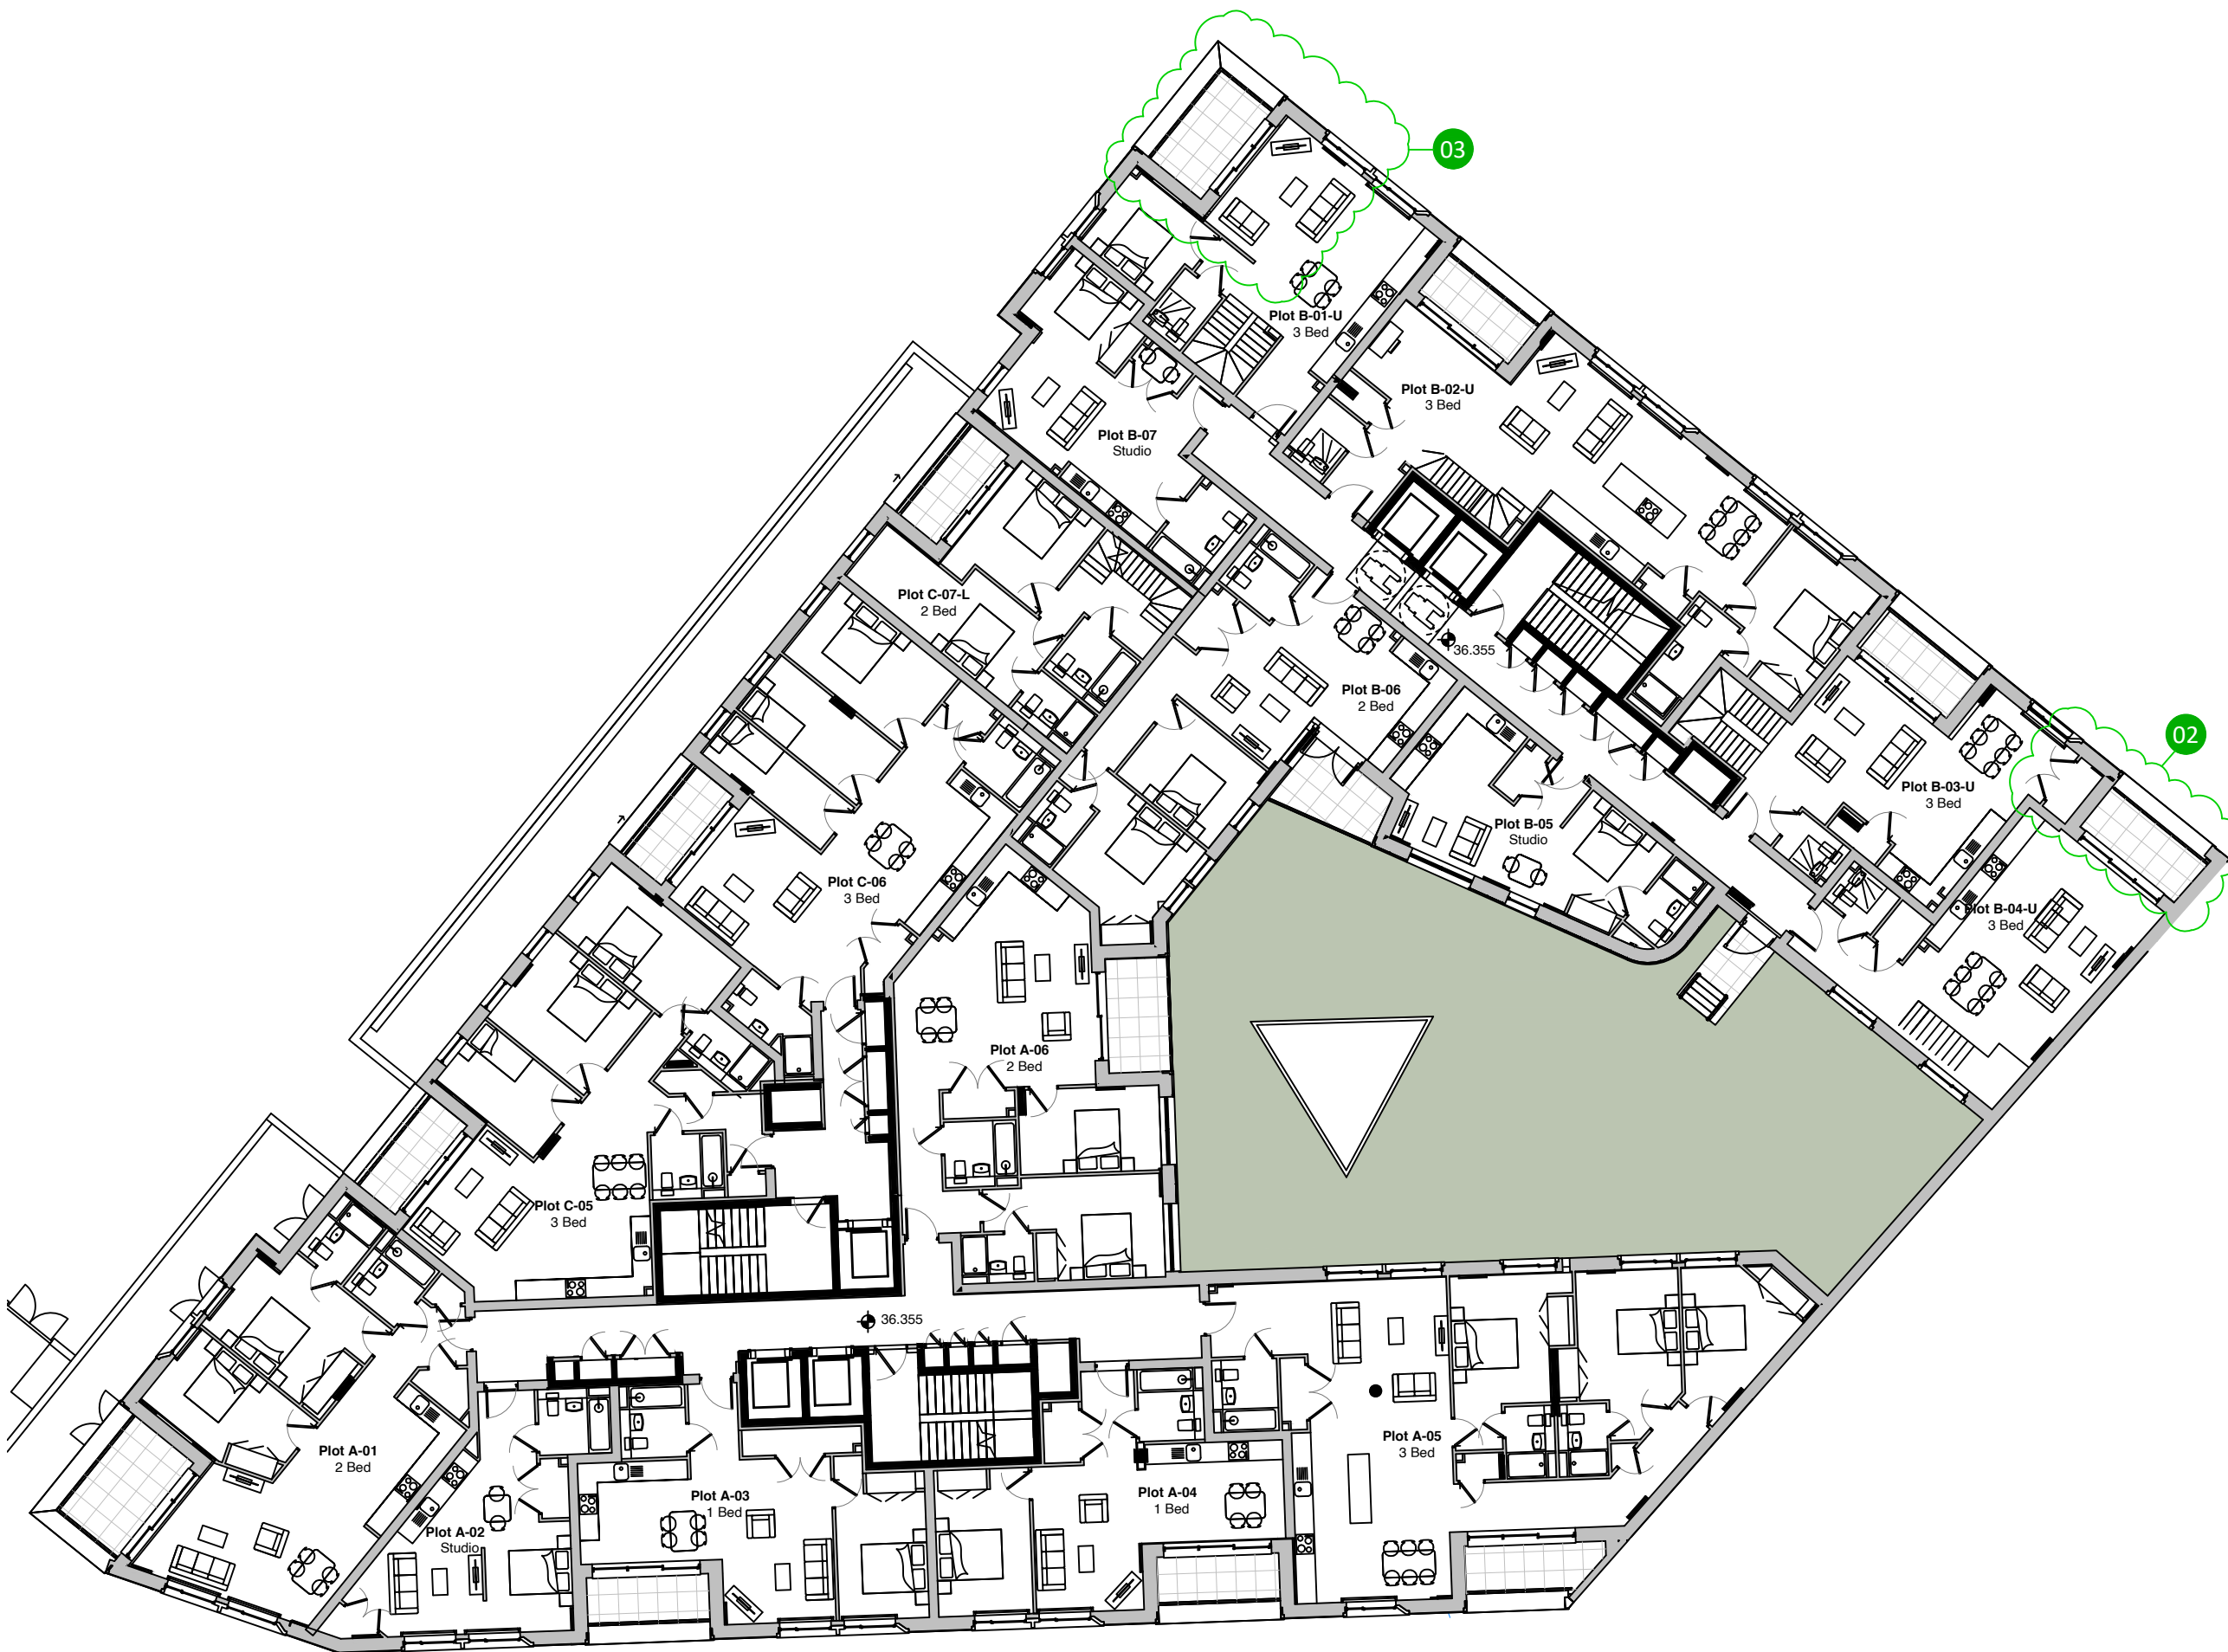 03
Plot B-01-U
3 Bed
Plot B-02-U
3 Bed
Plot B-07
Studio
Plot C-07-L
2 Bed
36.355
Plot B-06
2 Bed
02
Plot B-03-U
3 Bed
Plot B-05
Studio
Plot C-06
3 Bed
Plot B-04-U
3 Bed
Plot A-06
2 Bed
Plot C-05
3 Bed
36.355
Plot A-05
3 Bed
Plot A-01
2 Bed
Plot A-04
1 Bed
Plot A-03
1 Bed
Plot A-02
Studio